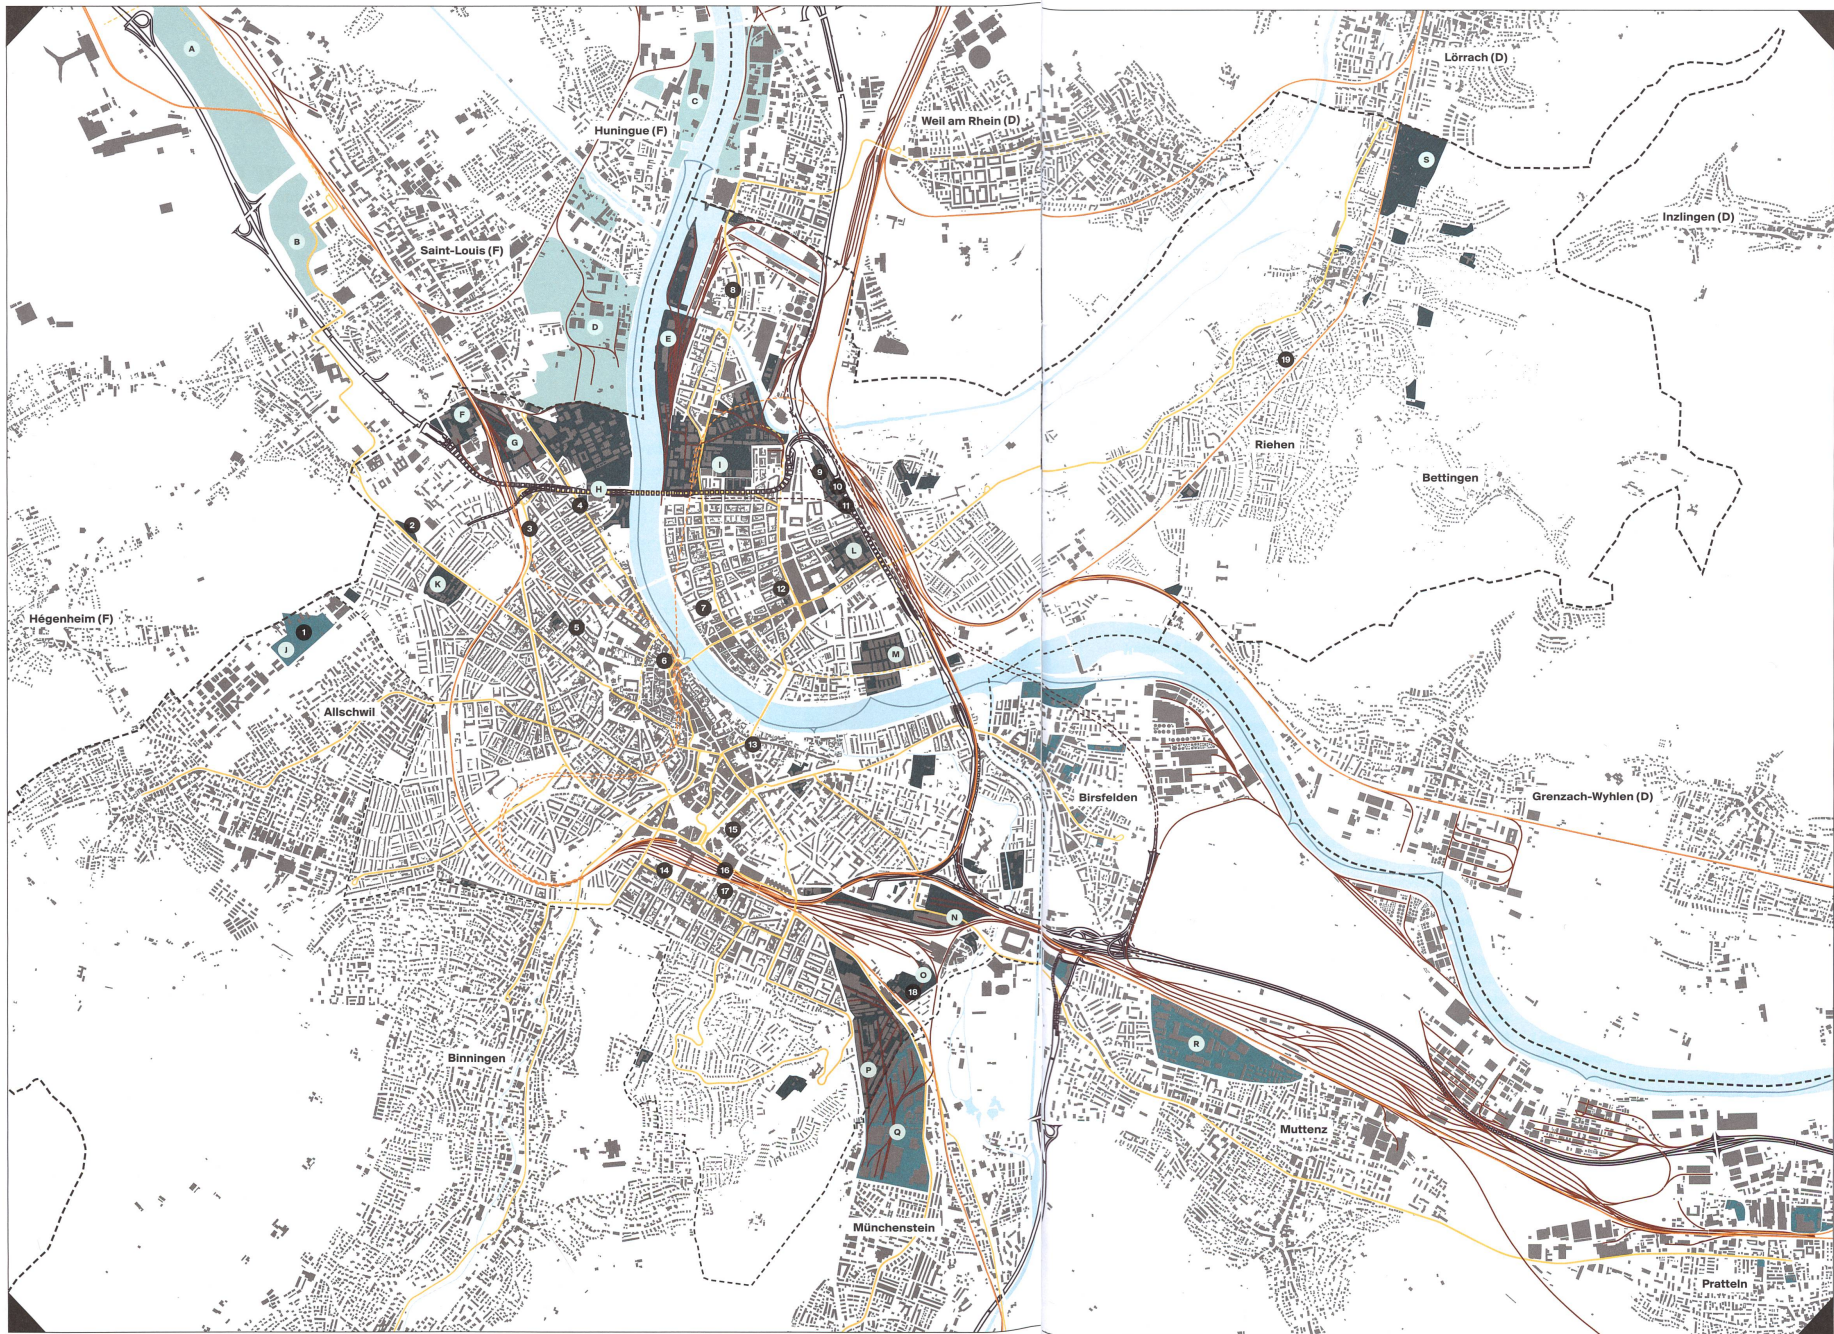 A
Lörrach (D)
C
Weil am Rhein (D)
Huningue (F)
S
Inzlingen (D)
B
Saint-Louis (F)
8
D
E
19
F
G
Riehen
I
9
Bettingen
H
10
4
11
2
3
L
K
12
7
Hégenheim (F)
5
1
J
6
M
Allschwil
13
Birsfelden
Grenzach-Wyhlen (D)
15
14
16
17
N
O
18
R
Binningen
P
Q
Muttenz
Münchenstein
Pratteln